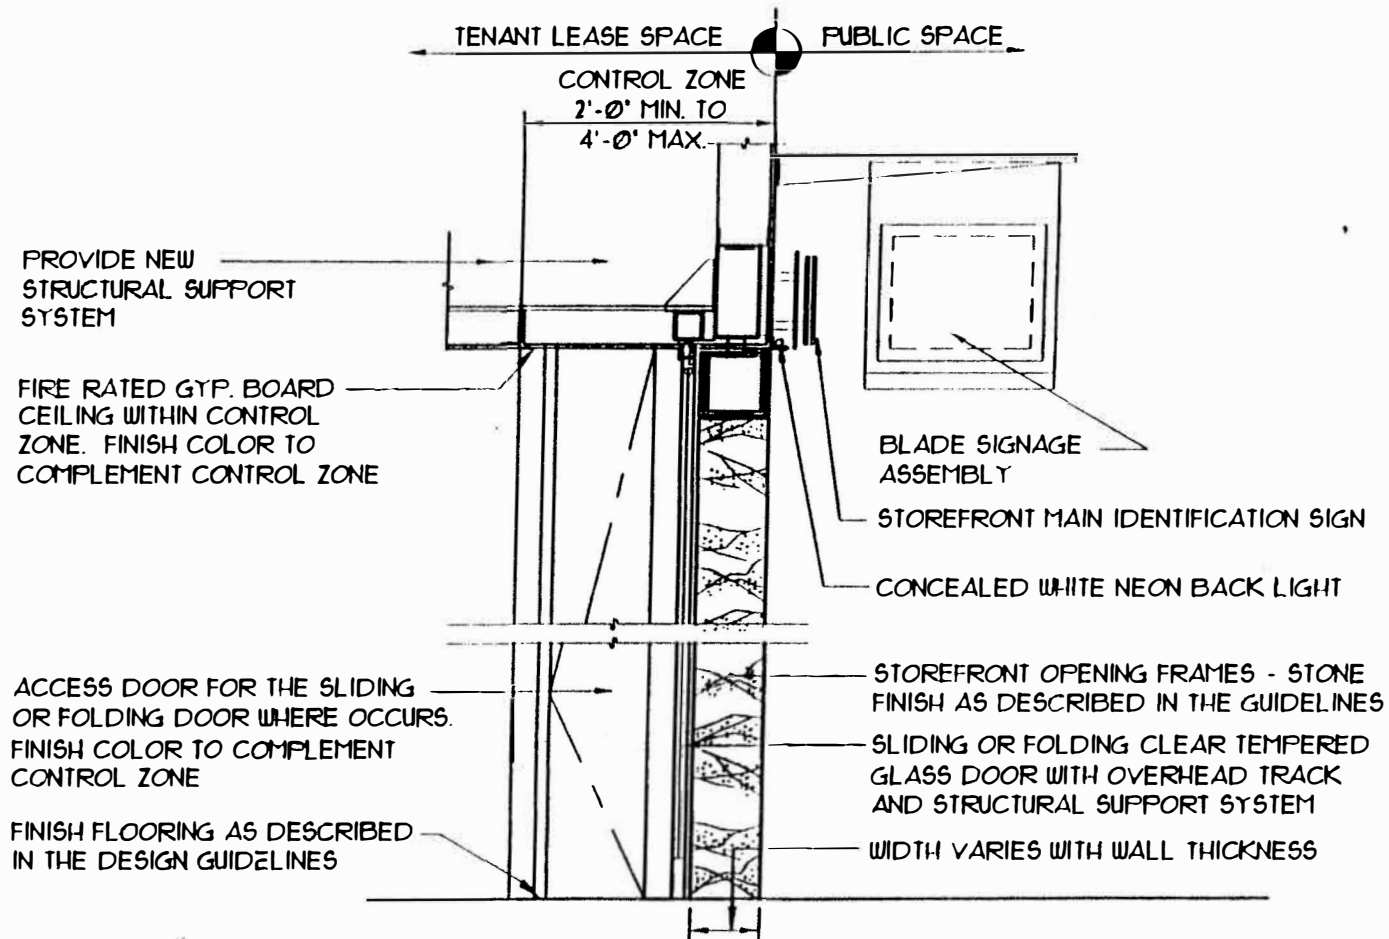 TENANT LEASE SPACE
PUBLIC SPACE
CONTROL ZONE
2'-0" MIN. TO
4'-0" MAX.
PROVIDE NEW
STRUCTURAL SUPPORT
SYSTEM
FIRE RATED GYP. BOARD
CEILING WITHIN CONTROL
ZONE. FINISH COLOR TO
COMPLEMENT CONTROL ZONE
BLADE SIGNAGE
ASSEMBLY
STOREFRONT MAIN IDENTIFICATION SIGN
CONCEALED WHITE NEON BACK LIGHT
ACCESS DOOR FOR THE SLIDING
OR FOLDING DOOR WHERE OCCURS.
FINISH COLOR TO COMPLEMENT
CONTROL ZONE
STOREFRONT OPENING FRAMES - STONE
FINISH AS DESCRIBED IN THE GUIDELINES
SLIDING OR FOLDING CLEAR TEMPERED
GLASS DOOR WITH OVERHEAD TRACK
AND STRUCTURAL SUPPORT SYSTEM
FINISH FLOORING AS DESCRIBED
IN THE DESIGN GUIDELINES
WIDTH VARIES WITH WALL THICKNESS